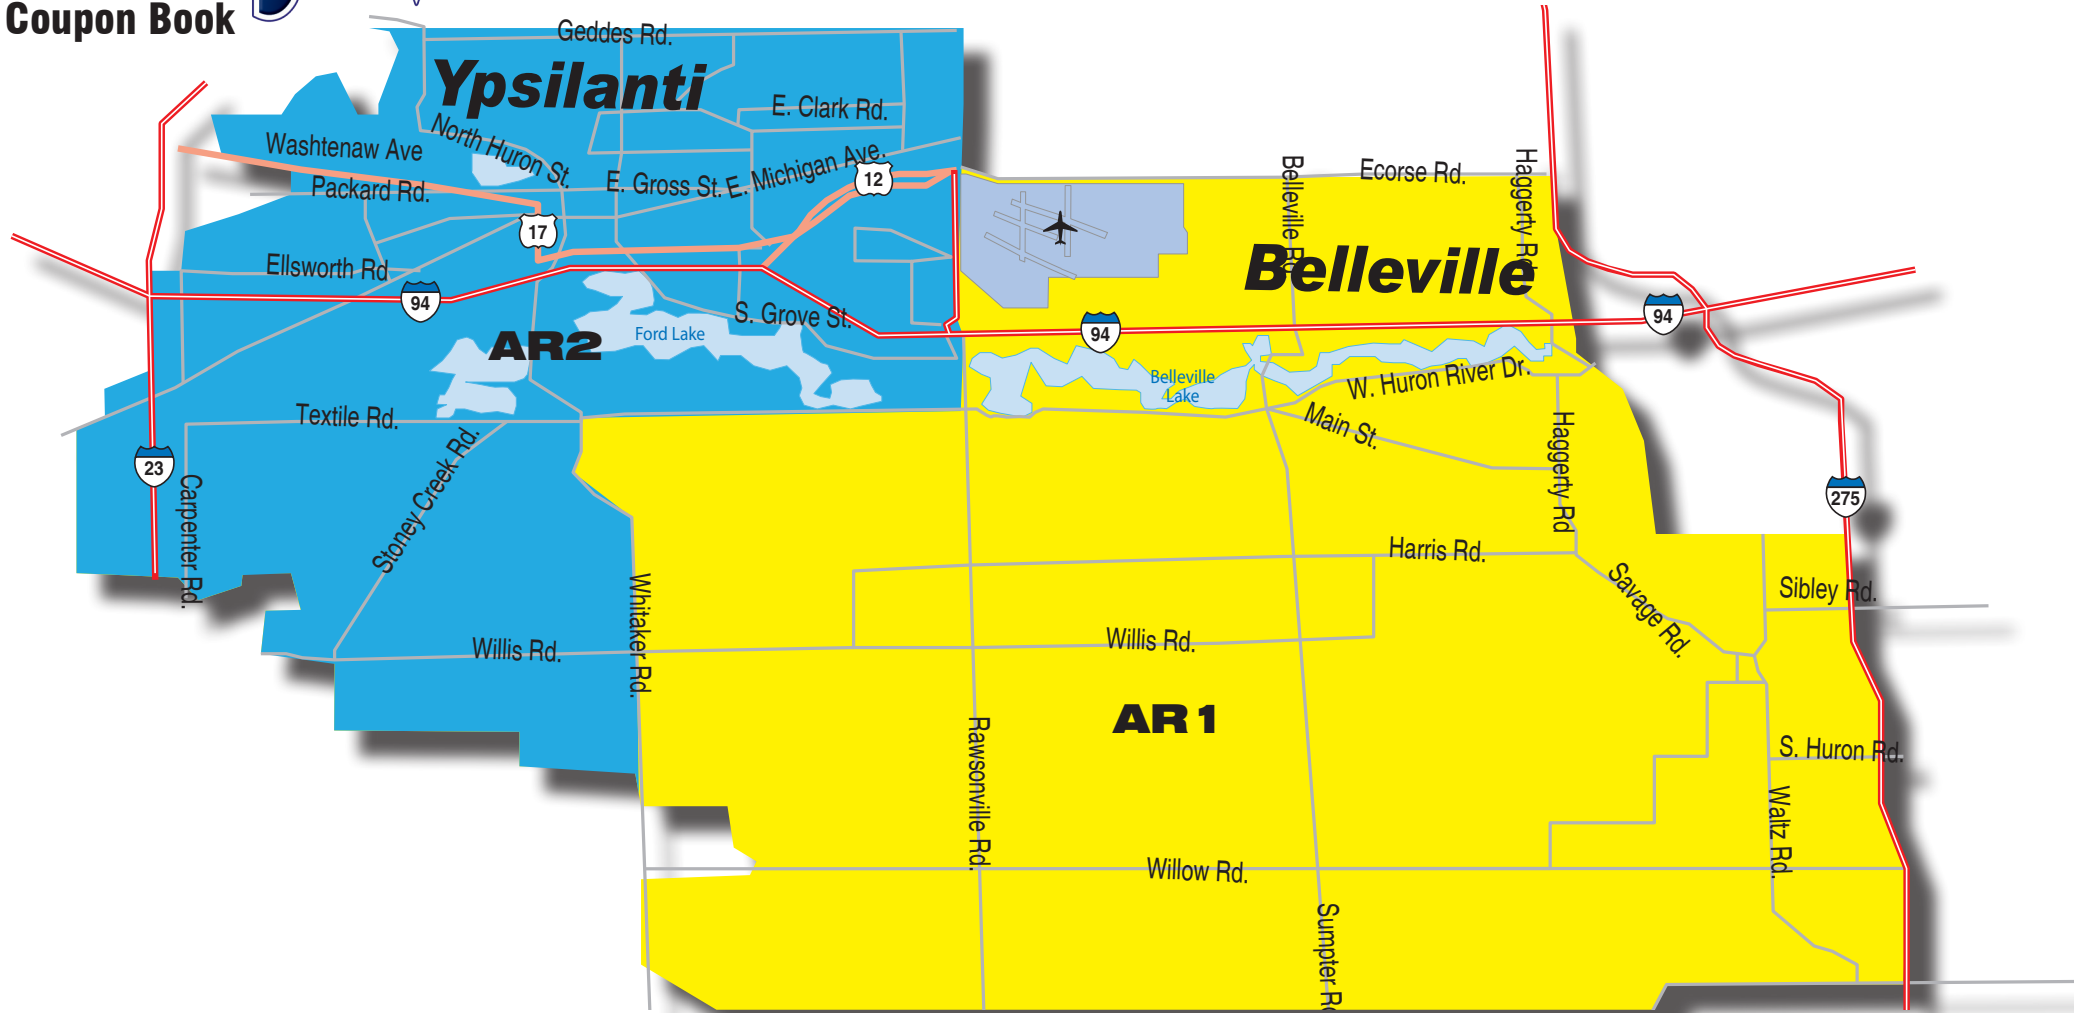 Coupon Book
Geddes Rd.
Ypsilanti
E. Clark Rd.
North Huron St.
Washtenaw Ave
E. Michigan Ave.
Packard Rd.
E. Gross St.
12
17
Ecorse Rd.
Belleville Rd.
Haggerty Rd.
Belleville
Ellsworth Rd
94
S. Grove St.
94
94
AR2
Ford Lake
Belleville
Lake
W. Huron River Dr.
Main St.
Textile Rd.
23
Stoney Creek Rd.
Carpenter Rd.
Haggerty Rd
275
Harris Rd.
Savage Rd.
Sibley Rd.
Whitaker Rd.
Willis Rd.
Willis Rd.
AR 1
Rawsonville Rd.
S. Huron Rd.
Waltz Rd.
Willow Rd.
Sumpter Rd